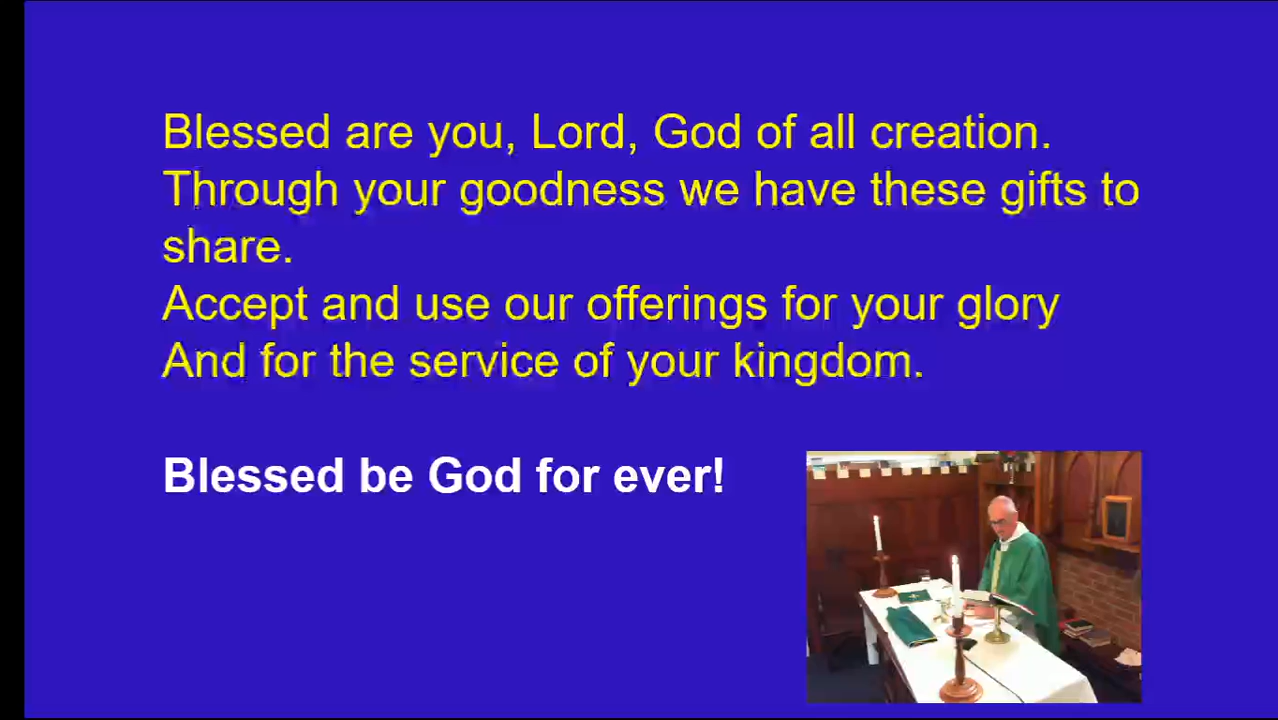 Blessed are you, Lord, God of all creation.
Through your goodness we have these gifts to
share.
Accept and use our offerings for your glory
And for the service of your kingdom.
Blessed be God for ever!